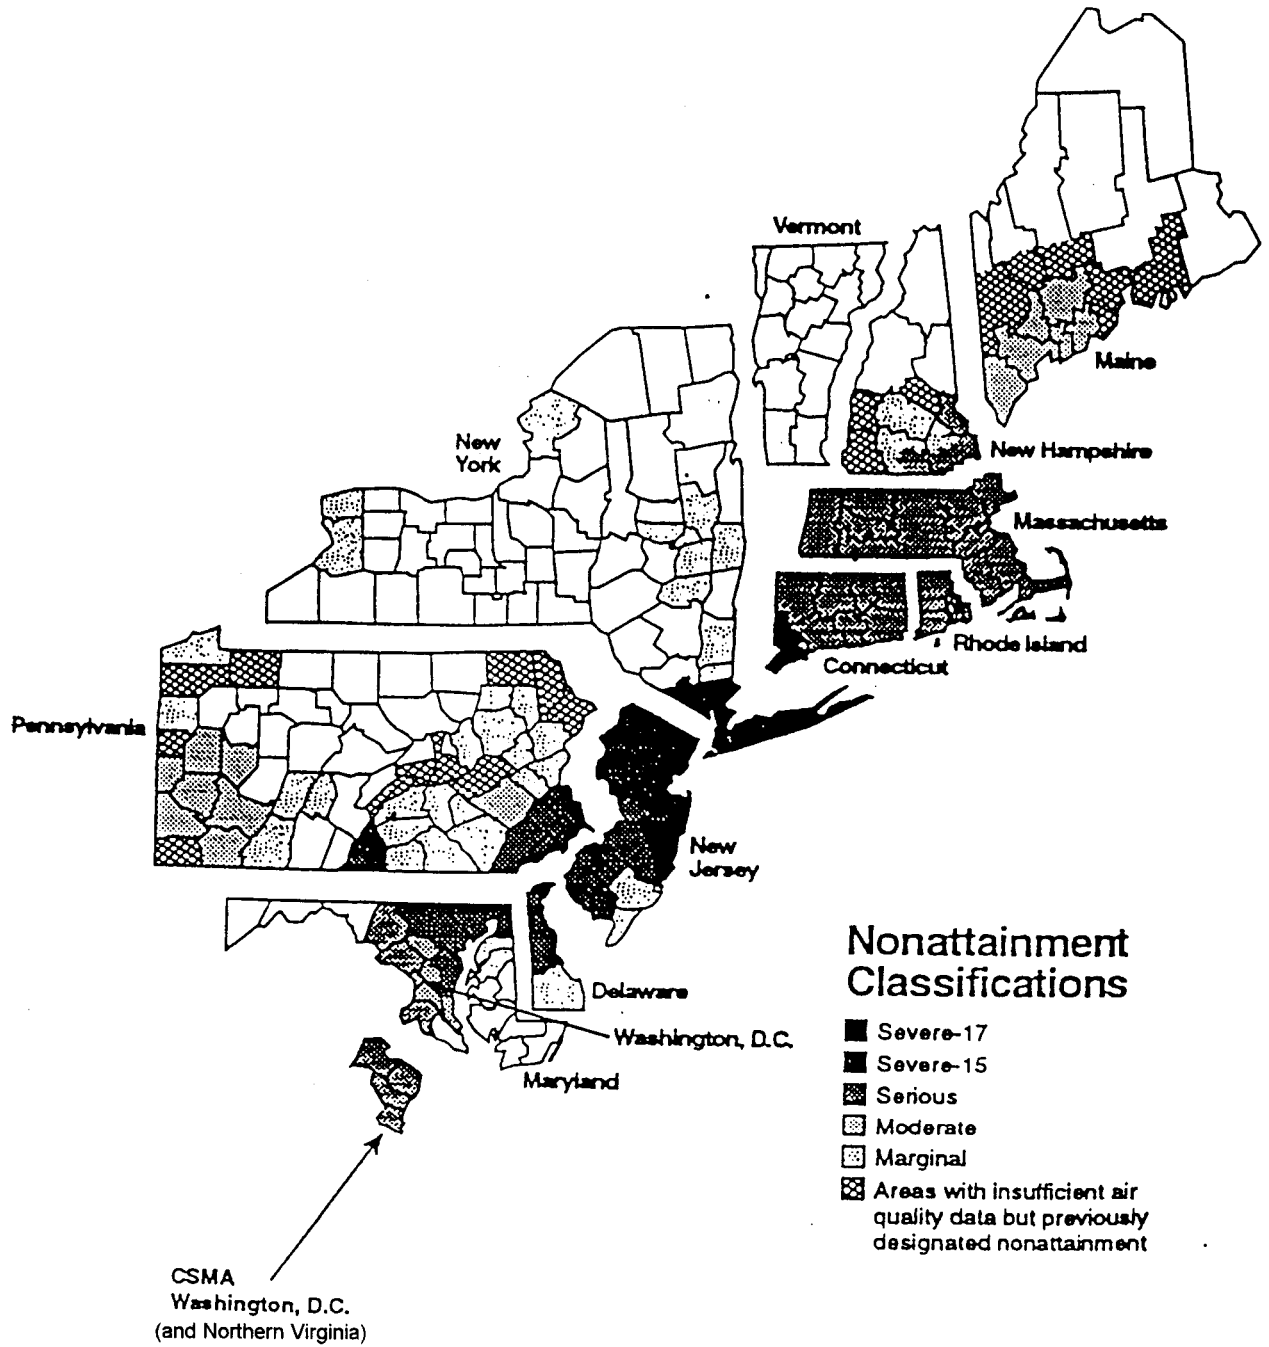 Vermont
Maine
New
York
New Hampshire
Massachusetts
Rhode Island
Connecticut
Pennsylvania
New
Jersey
Delaware
Washington, D.C.
Maryland
Nonattainment
Classifications
Severe-17
Severe-15
Serious
Moderate
Marginal
Areas with insufficient air
quality data but previously
designated nonattainment
CSMA
Washington, D.C.
(and Northern Virginia)